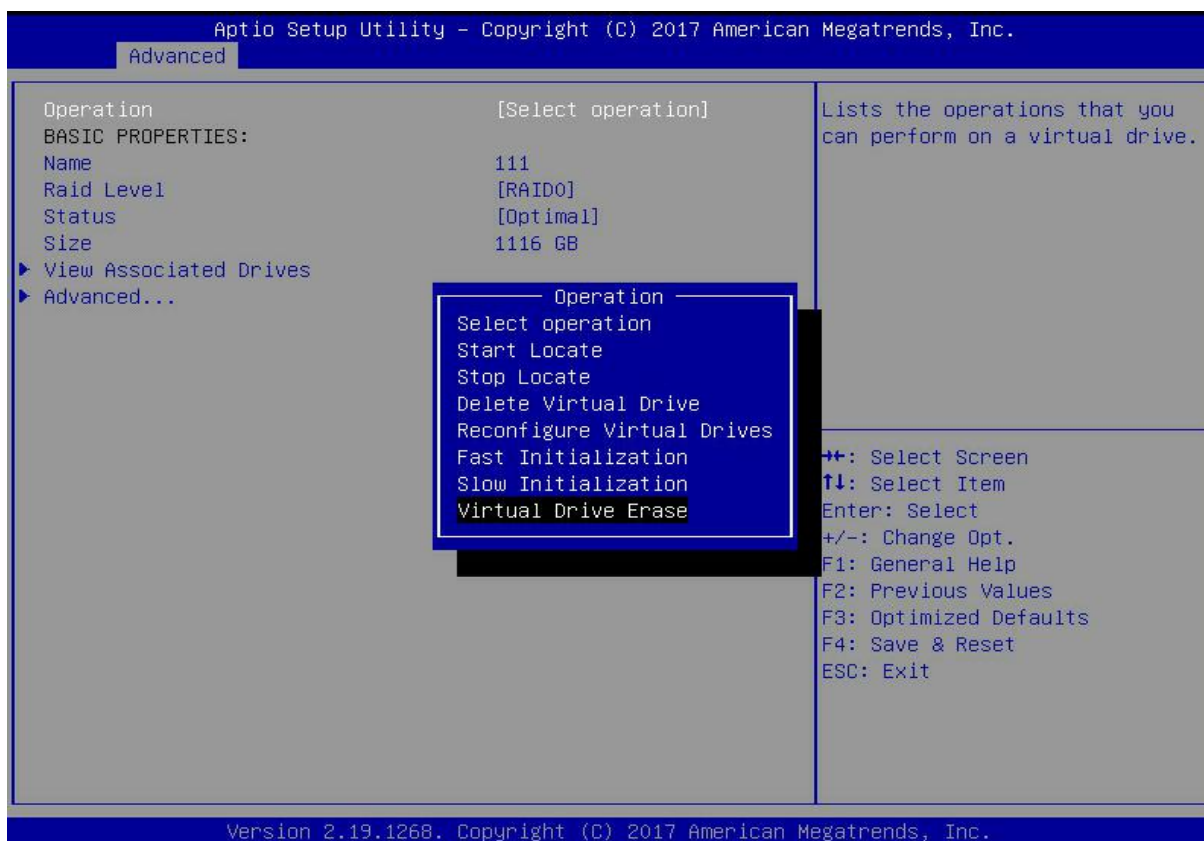 Aptio Setup Utility – Copyright (C) 2017 American Megatrends, Inc.
Advanced
Operation [Select operation]
BASIC PROPERTIES:
Name 111
Raid Level [RAID0]
Status [Optimal]
Size 1116 GB
View Associated Drives
Advanced...
Lists the operations that you
can perform on a virtual drive.
Operation
Select operation
Start Locate
Stop Locate
Delete Virtual Drive
Reconfigure Virtual Drives
Fast Initialization
Slow Initialization
Virtual Drive Erase
→←: Select Screen
↑↓: Select Item
Enter: Select
+/-: Change Opt.
F1: General Help
F2: Previous Values
F3: Optimized Defaults
F4: Save & Reset
ESC: Exit
Version 2.19.1268. Copyright (C) 2017 American Megatrends, Inc.